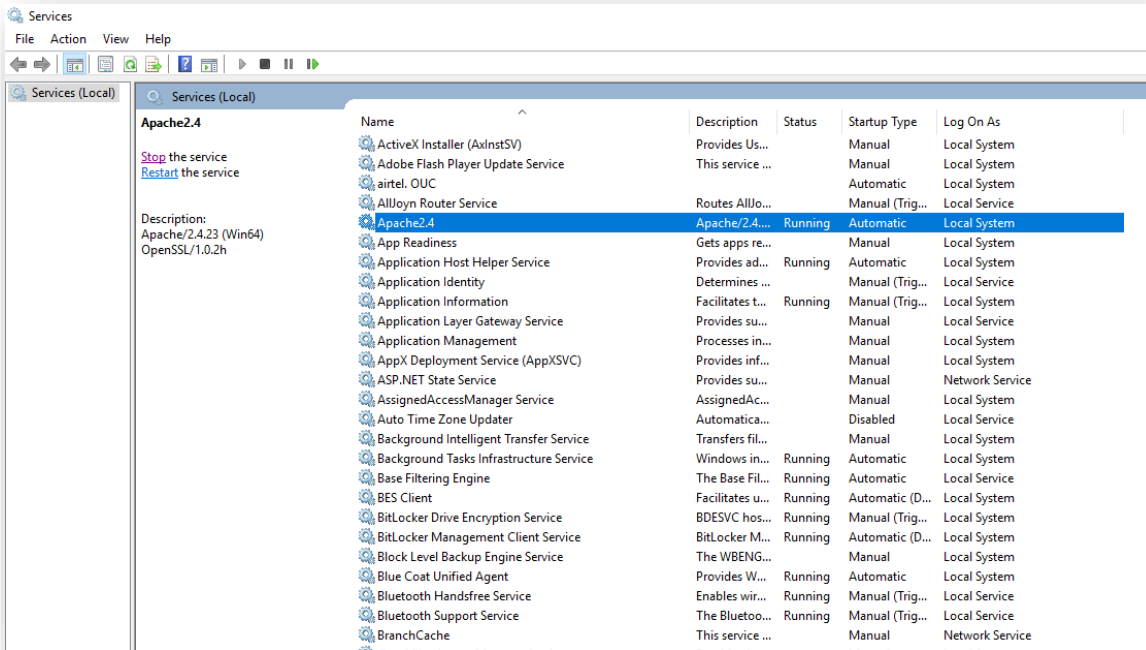 Services
File Action View Help
Services (Local)
Services (Local)
Apache2.4
Stop the service
Restart the service
Description:
Apache/2.4.23 (Win64)
OpenSSL/1.0.2h
Name Description Status Startup Type Log On As
ActiveX Installer (AxInstSV) Provides Us... Manual Local System
Adobe Flash Player Update Service This service ... Manual Local System
airtel. OUC Automatic Local System
AllJoyn Router Service Routes AllJo... Manual (Trig... Local Service
Apache2.4 Apache/2.4.... Running Automatic Local System
App Readiness Gets apps re... Manual Local System
Application Host Helper Service Provides ad... Running Automatic Local System
Application Identity Determines ... Manual (Trig... Local Service
Application Information Facilitates t... Running Manual (Trig... Local System
Application Layer Gateway Service Provides su... Manual Local Service
Application Management Processes in... Manual Local System
AppX Deployment Service (AppXSVC) Provides inf... Manual Local System
ASP.NET State Service Provides su... Manual Network Service
AssignedAccessManager Service AssignedAc... Manual Local System
Auto Time Zone Updater Automatica... Disabled Local Service
Background Intelligent Transfer Service Transfers fil... Manual Local System
Background Tasks Infrastructure Service Windows in... Running Automatic Local System
Base Filtering Engine The Base Fil... Running Automatic Local Service
BES Client Facilitates u... Running Automatic (D... Local System
BitLocker Drive Encryption Service BDESVC hos... Running Manual (Trig... Local System
BitLocker Management Client Service BitLocker M... Running Automatic (D... Local System
Block Level Backup Engine Service The WBENG... Manual Local System
Blue Coat Unified Agent Provides W... Running Automatic Local System
Bluetooth Handsfree Service Enables wir... Running Manual (Trig... Local Service
Bluetooth Support Service The Bluetoo... Running Manual (Trig... Local Service
BranchCache This service ... Manual Network Service